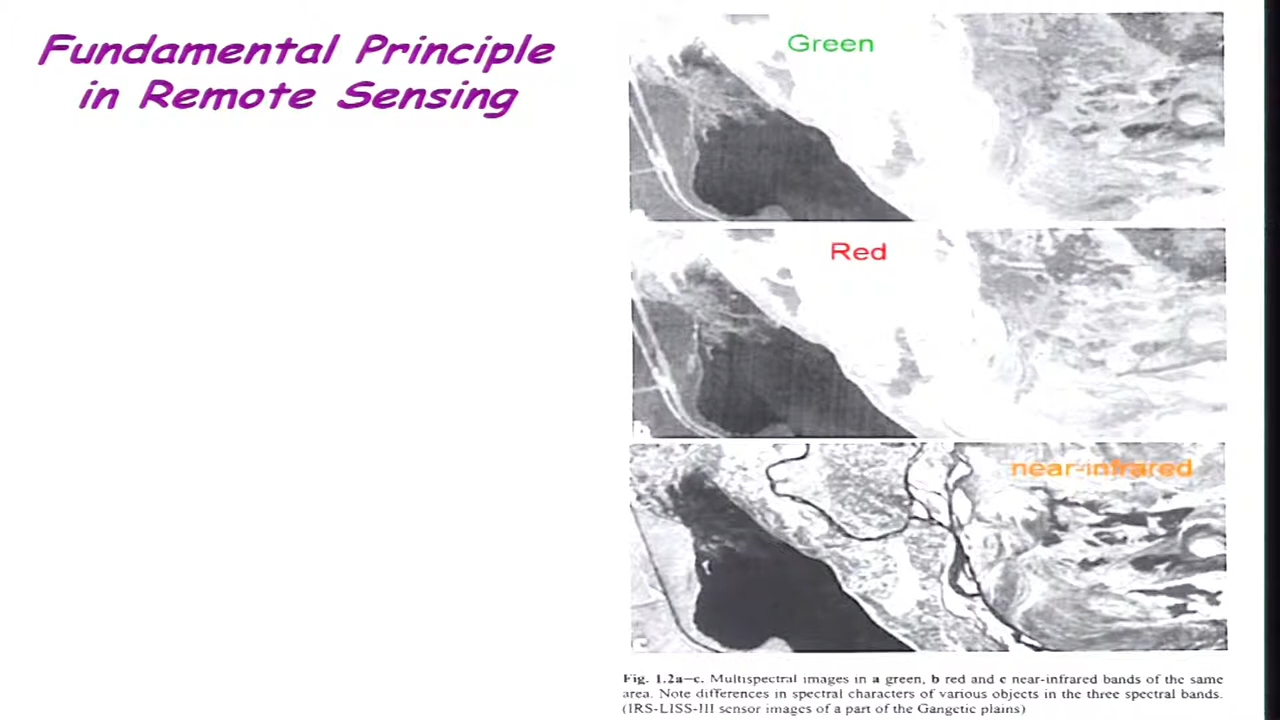 Fundamental Principle
in Remote Sensing
Green
Red
near-infrared
Fig. 1.2a–c. Multispectral images in a green, b red and c near-infrared bands of the same
area. Note differences in spectral characters of various objects in the three spectral bands.
(IRS-LISS-III sensor images of a part of the Gangetic plains)